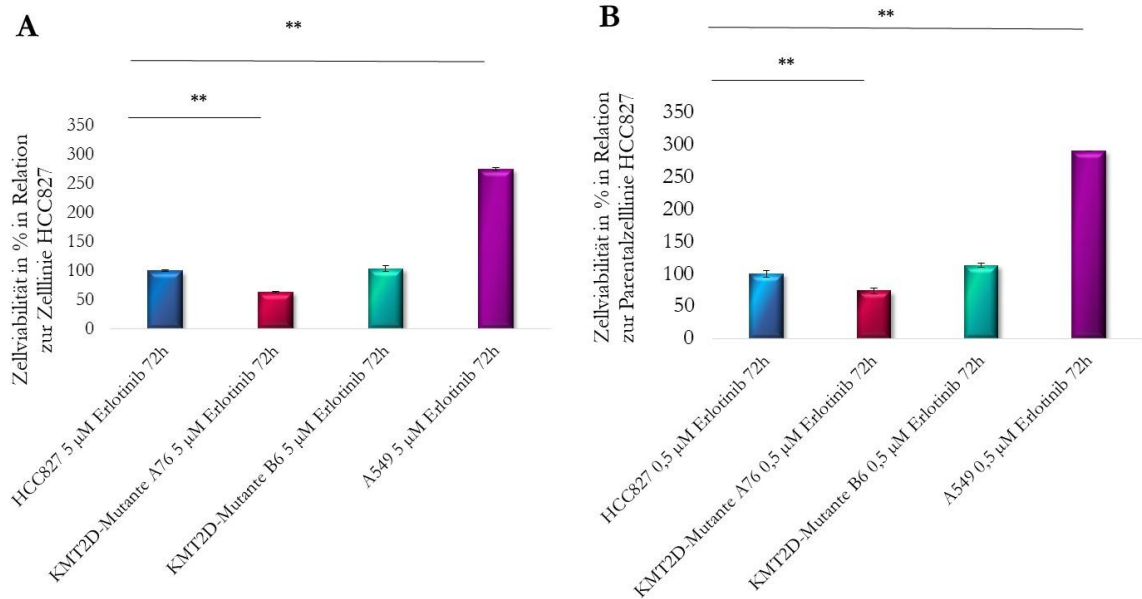 A
**
**
Zellviabilität in % in Relation
zur Zelllinie HCC827
350
300
250
200
150
100
50
0
HCC827 5 µM Erlotinib 72h
KMT2D-Mutante A76 5 µM Erlotinib 72h
KMT2D-Mutante B6 5 µM Erlotinib 72h
A549 5 µM Erlotinib 72h
B
**
**
Zellviabilität in % in Relation
zur Parentalzelllinie HCC827
350
300
250
200
150
100
50
0
HCC827 0,5 µM Erlotinib 72h
KMT2D-Mutante A76 0,5 µM Erlotinib 72h
KMT2D-Mutante B6 0,5 µM Erlotinib 72h
A549 0,5 µM Erlotinib 72h